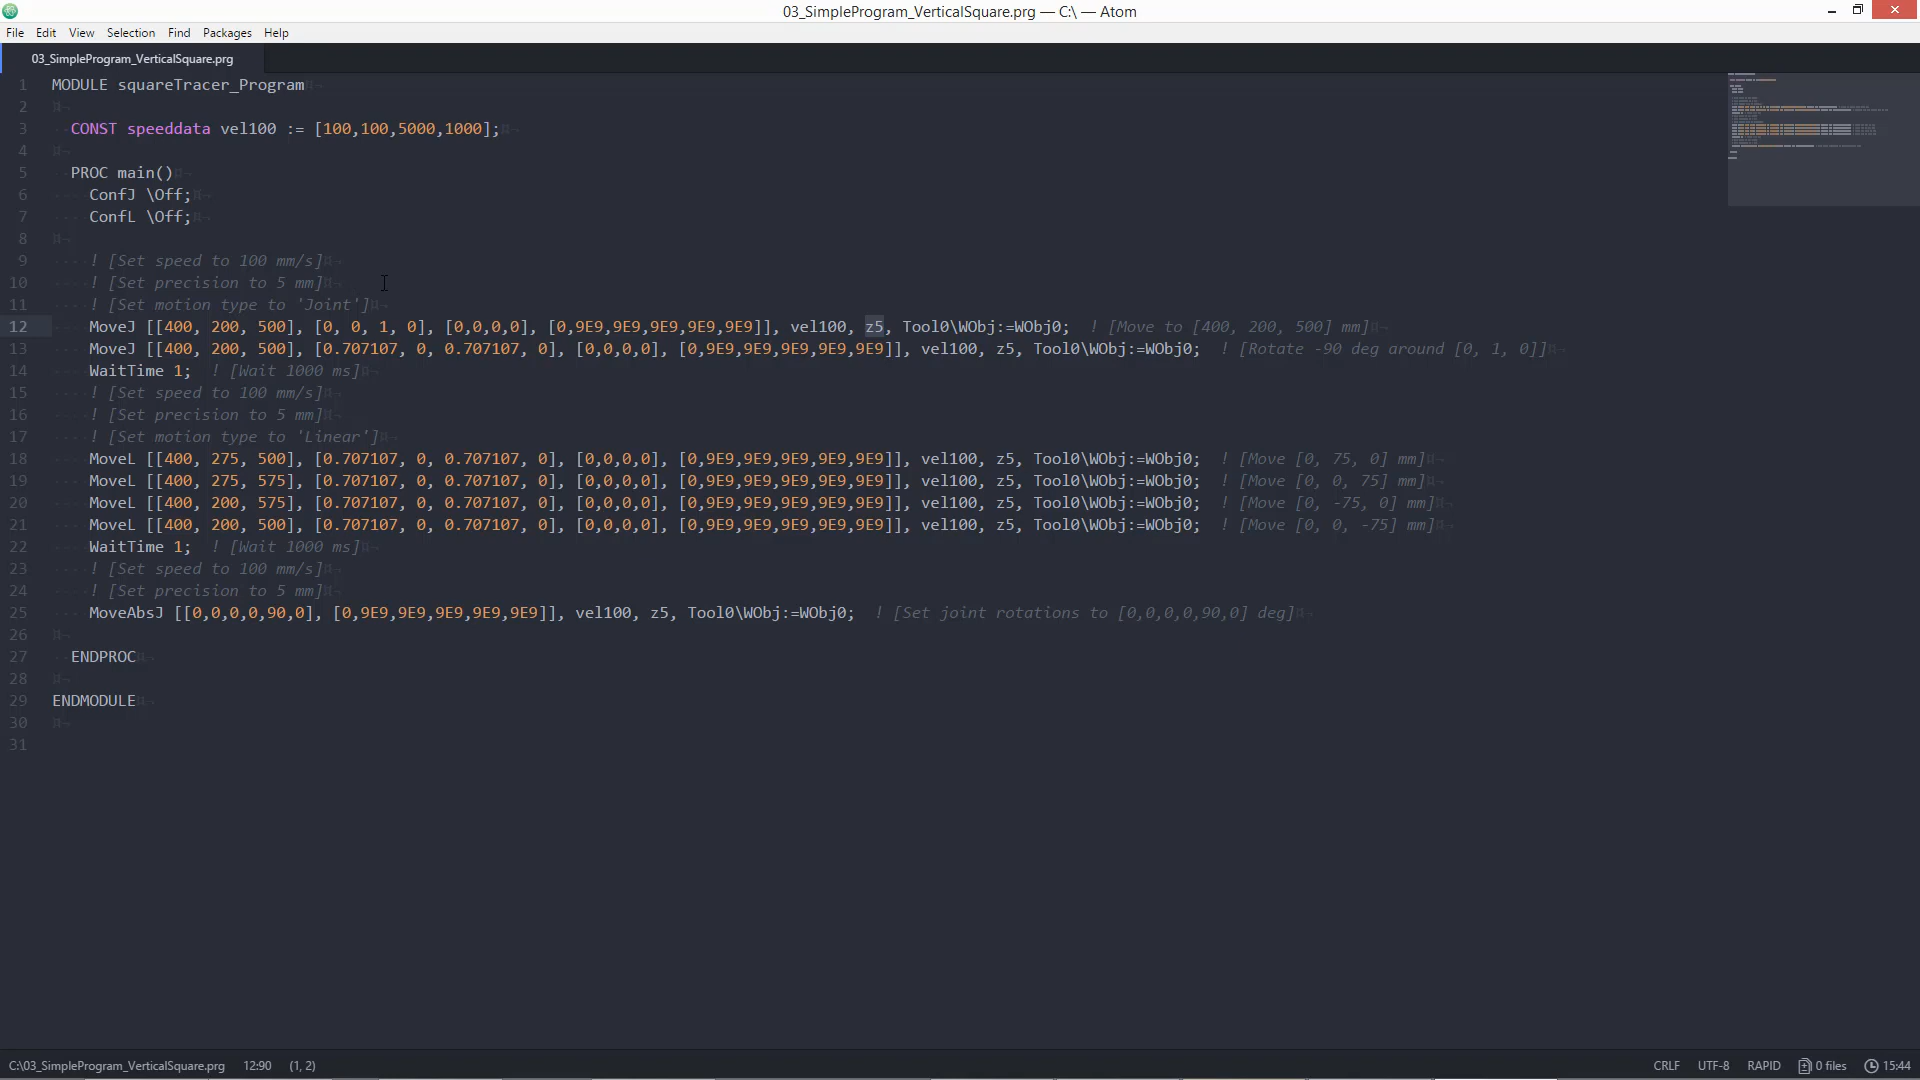 03_SimpleProgram_VerticalSquare.prg — C:\ — Atom
File Edit View Selection Find Packages Help
03_SimpleProgram_VerticalSquare.prg
1 MODULE squareTracer_Program
2
3 CONST speeddata vel100 := [100,100,5000,1000];
4
5 PROC main()
6 ConfJ \Off;
7 ConfL \Off;
8
9 ! [Set speed to 100 mm/s]
10 ! [Set precision to 5 mm]
11 ! [Set motion type to 'Joint']
12 MoveJ [[400, 200, 500], [0, 0, 1, 0], [0,0,0,0], [0,9E9,9E9,9E9,9E9,9E9]], vel100, z5, Tool0\WObj:=WObj0; ! [Move to [400, 200, 500] mm]
13 MoveJ [[400, 200, 500], [0.707107, 0, 0.707107, 0], [0,0,0,0], [0,9E9,9E9,9E9,9E9,9E9]], vel100, z5, Tool0\WObj:=WObj0; ! [Rotate -90 deg around [0, 1, 0]]
14 WaitTime 1; ! [Wait 1000 ms]
15 ! [Set speed to 100 mm/s]
16 ! [Set precision to 5 mm]
17 ! [Set motion type to 'Linear']
18 MoveL [[400, 275, 500], [0.707107, 0, 0.707107, 0], [0,0,0,0], [0,9E9,9E9,9E9,9E9,9E9]], vel100, z5, Tool0\WObj:=WObj0; ! [Move [0, 75, 0] mm]
19 MoveL [[400, 275, 575], [0.707107, 0, 0.707107, 0], [0,0,0,0], [0,9E9,9E9,9E9,9E9,9E9]], vel100, z5, Tool0\WObj:=WObj0; ! [Move [0, 0, 75] mm]
20 MoveL [[400, 200, 575], [0.707107, 0, 0.707107, 0], [0,0,0,0], [0,9E9,9E9,9E9,9E9,9E9]], vel100, z5, Tool0\WObj:=WObj0; ! [Move [0, -75, 0] mm]
21 MoveL [[400, 200, 500], [0.707107, 0, 0.707107, 0], [0,0,0,0], [0,9E9,9E9,9E9,9E9,9E9]], vel100, z5, Tool0\WObj:=WObj0; ! [Move [0, 0, -75] mm]
22 WaitTime 1; ! [Wait 1000 ms]
23 ! [Set speed to 100 mm/s]
24 ! [Set precision to 5 mm]
25 MoveAbsJ [[0,0,0,0,90,0], [0,9E9,9E9,9E9,9E9,9E9]], vel100, z5, Tool0\WObj:=WObj0; ! [Set joint rotations to [0,0,0,0,90,0] deg]
26
27 ENDPROC
28
29 ENDMODULE
30
31
C:\03_SimpleProgram_VerticalSquare.prg 12:90 (1, 2) CRLF UTF-8 RAPID 0 files 15:44